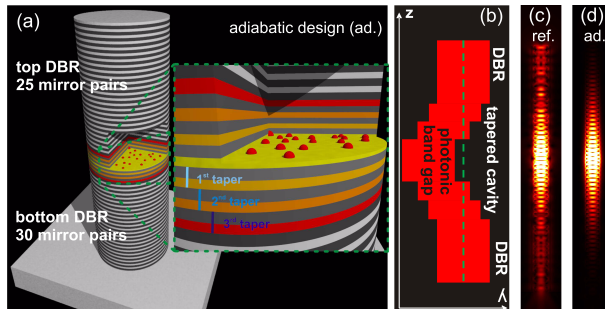 (a)
adiabatic design (ad.)
top DBR
25 mirror pairs
bottom DBR
30 mirror pairs
1st taper
2nd taper
3rd taper
(b)
z
DBR
tapered cavity
DBR
photonic
band gap
λ
(c)
ref.
(d)
ad.